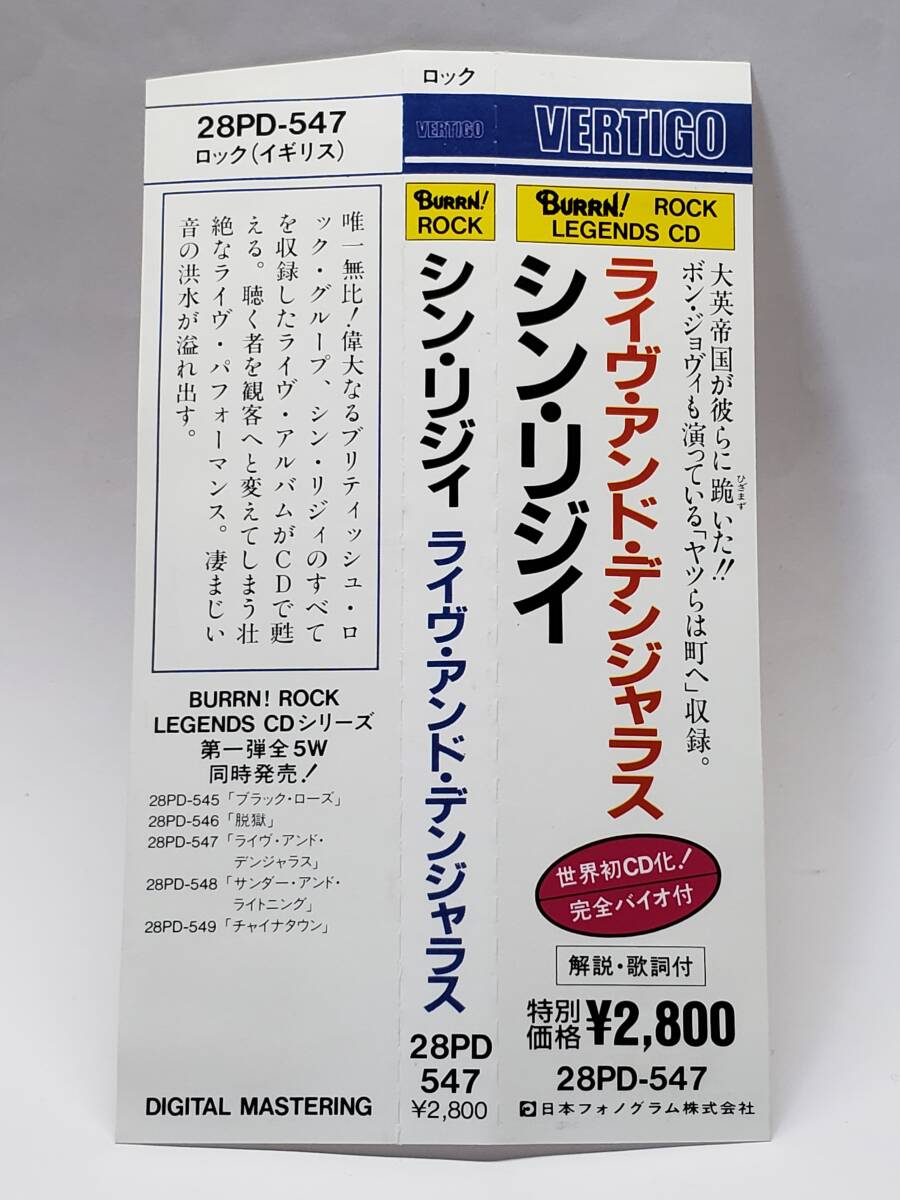 ロック
28PD-547
ロック(イギリス)
唯一無比!偉大なるブリティッシュ・ロ
ック・グループ、シン・リジィのすべて
を収録したライヴ・アルバムがCDで甦
える。聴く者を観客へと変えてしまう壮
絶なライヴ・パフォーマンス。凄まじい
音の洪水が溢れ出す。
BURRN! ROCK
LEGENDS CDシリーズ
第一弾全5W
同時発売!
28PD-545「ブラック・ローズ」
28PD-546「脱獄」
28PD-547「ライヴ・アンド・
デンジャラス」
28PD-548「サンダー・アンド・
ライトニング」
28PD-549「チャイナタウン」
DIGITAL MASTERING
VERTIGO
BURRN!
ROCK
シン・リジィ ライヴ・アンド・デンジャラス
28PD
547
¥2,800
VERTIGO
BURRN! ROCK
LEGENDS CD
大英帝国が彼らに跪いた!!
ひざまず
ボン・ジョヴィも演っている「ヤツらは町へ」収録。
ライヴ・アンド・デンジャラス
シン・リジィ
世界初CD化!
完全バイオ付
解説・歌詞付
特別
価格 ¥2,800
28PD-547
日本フォノグラム株式会社